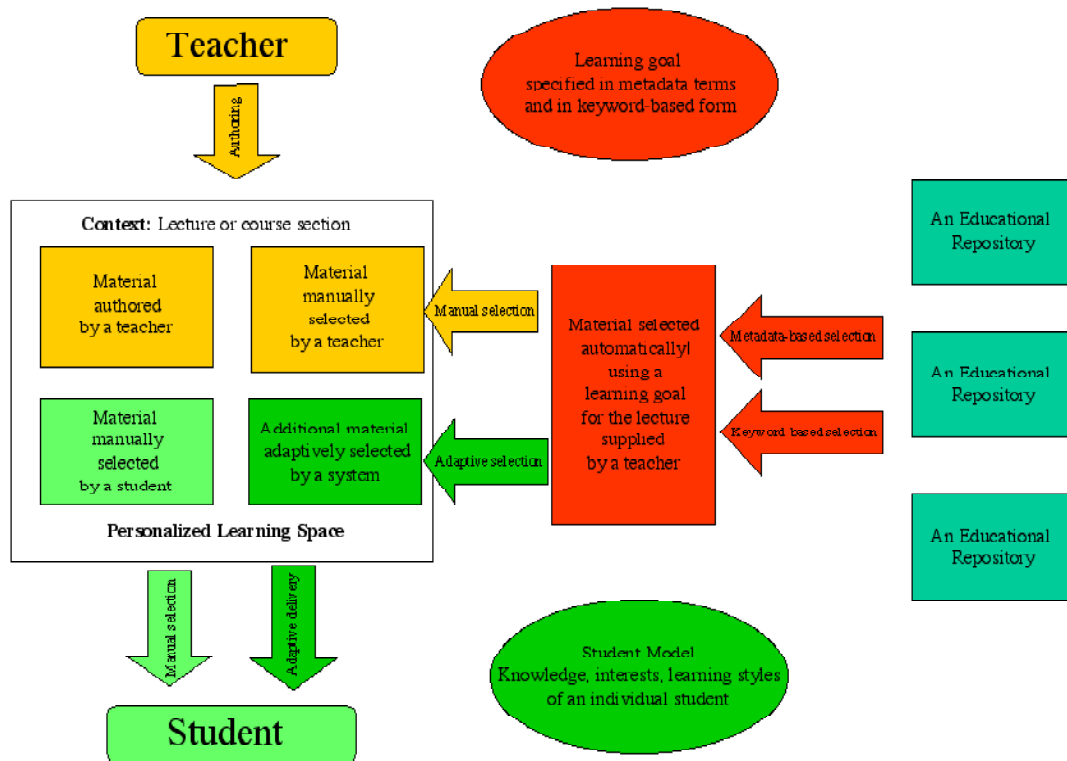 Teacher
Learning goal
specified in metadata terms
and in keyword-based form
Authoring
Context: Lecture or course section
Material
authored
by a teacher
Material
manually
selected
by a teacher
Manual selection
Material selected
automatically
using a
learning goal
for the lecture
supplied
by a teacher
Metadata-based selection
Keyword based selection
An Educational
Repository
An Educational
Repository
An Educational
Repository
Material
manually
selected
by a student
Additional material
adaptively selected
by a system
Adaptive selection
Personalized Learning Space
Manual selection
Adaptive delivery
Student Model
Knowledge, interests, learning styles
of an individual student
Student